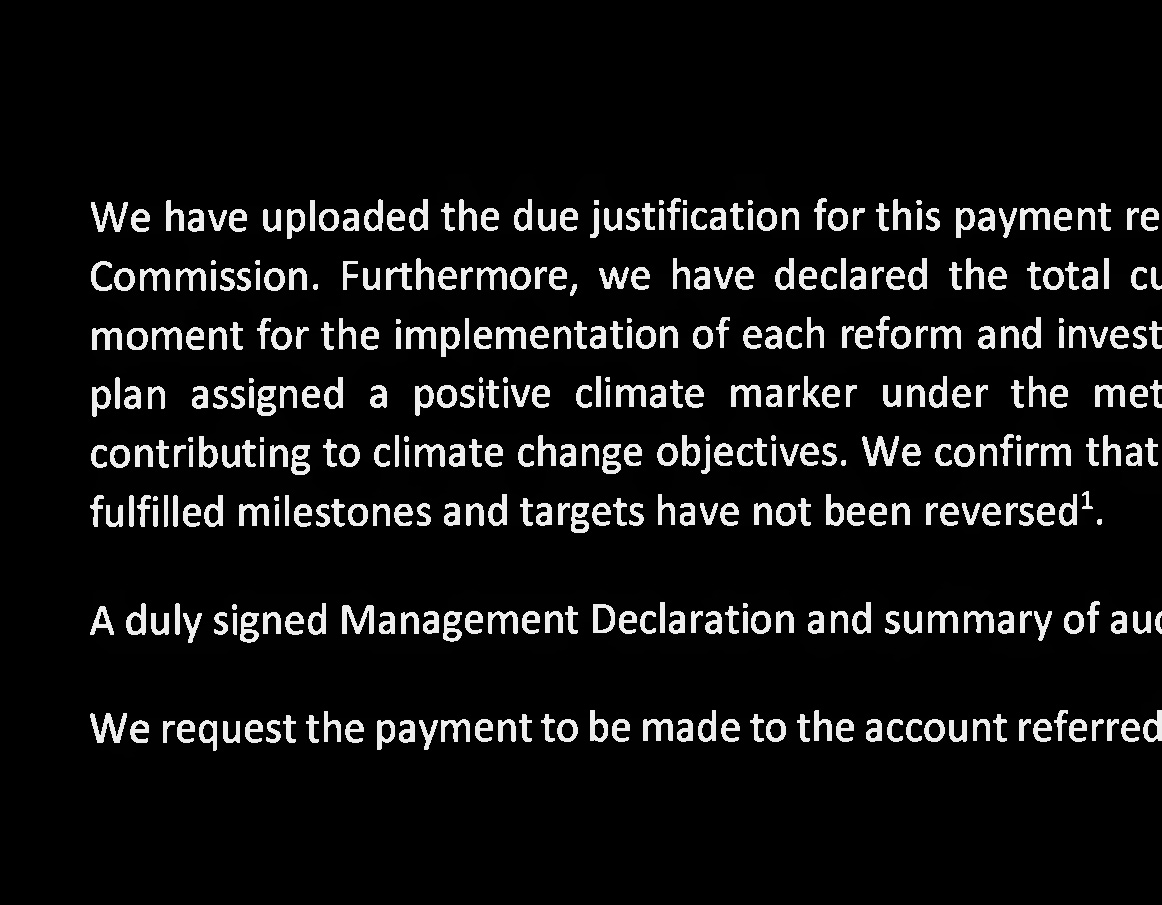 We have uploaded the due justification for this payment re
Commission. Furthermore, we have declared the total cu
moment for the implementation of each reform and invest
plan assigned a positive climate marker under the met
contributing to climate change objectives. We confirm that
fulfilled milestones and targets have not been reversed¹.
A duly signed Management Declaration and summary of aud
We request the payment to be made to the account referred